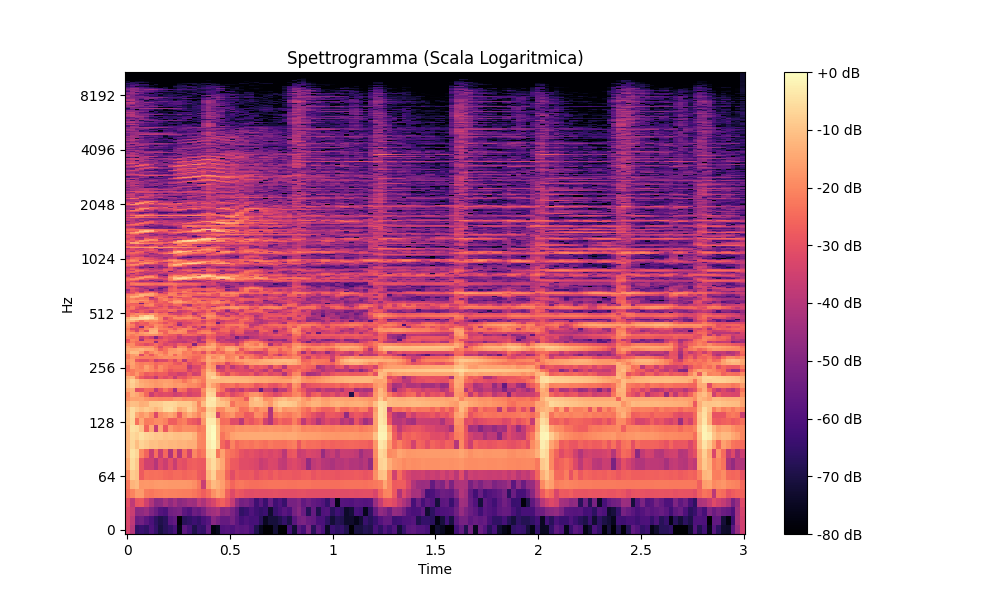 Spettrogramma (Scala Logaritmica)
Hz
8192
4096
2048
1024
512
256
128
64
0
0 0.5 1 1.5 2 2.5 3
Time
+0 dB
-10 dB
-20 dB
-30 dB
-40 dB
-50 dB
-60 dB
-70 dB
-80 dB